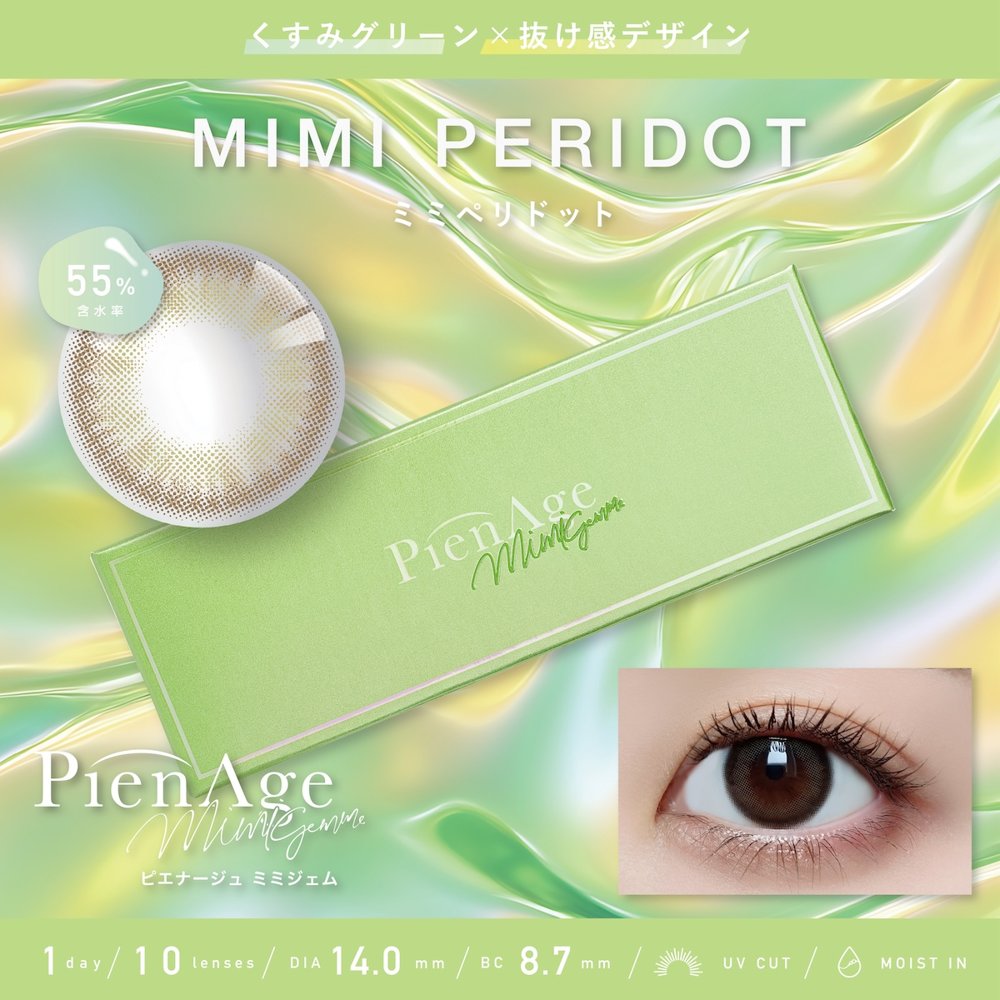 くすみグリーン×抜け感デザイン
MIMI PERIDOT
ミミペリドット
55%
含水率
PienAge
MimiGemme
PienAge
MimiGemme
ピエナージュ ミミジェム
1day / 10 lenses / DIA 14.0 mm / BC 8.7 mm / UV CUT / MOIST IN